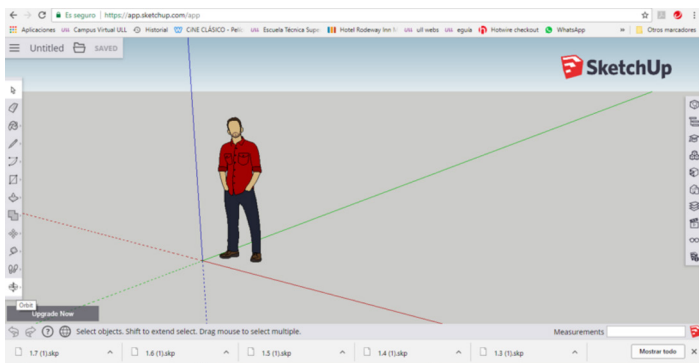 Es seguro | https://app.sketchup.com/app
Aplicaciones Campus Virtual ULL Historial CINE CLÁSICO - Pelíc Escuela Técnica Supe Hotel Rodeway Inn ull webs eguía Hotwire checkout WhatsApp » Otros marcadores
Untitled SAVED
SketchUp
Orbit
Upgrade Now
Select objects. Shift to extend select. Drag mouse to select multiple. Measurements
1.7 (1).skp 1.6 (1).skp 1.5 (1).skp 1.4 (1).skp 1.3 (1).skp Mostrar todo